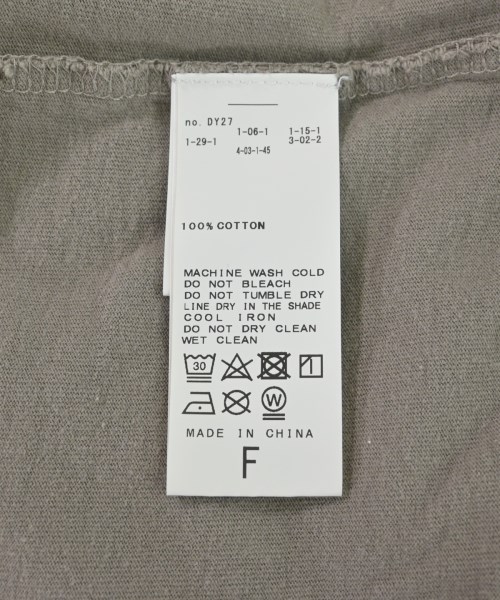 no. DY27
1-06-1 1-15-1
1-29-1 3-02-2
4-03-1-45
100% COTTON
MACHINE WASH COLD
DO NOT BLEACH
DO NOT TUMBLE DRY
LINE DRY IN THE SHADE
COOL IRON
DO NOT DRY CLEAN
WET CLEAN
30
W
MADE IN CHINA
F